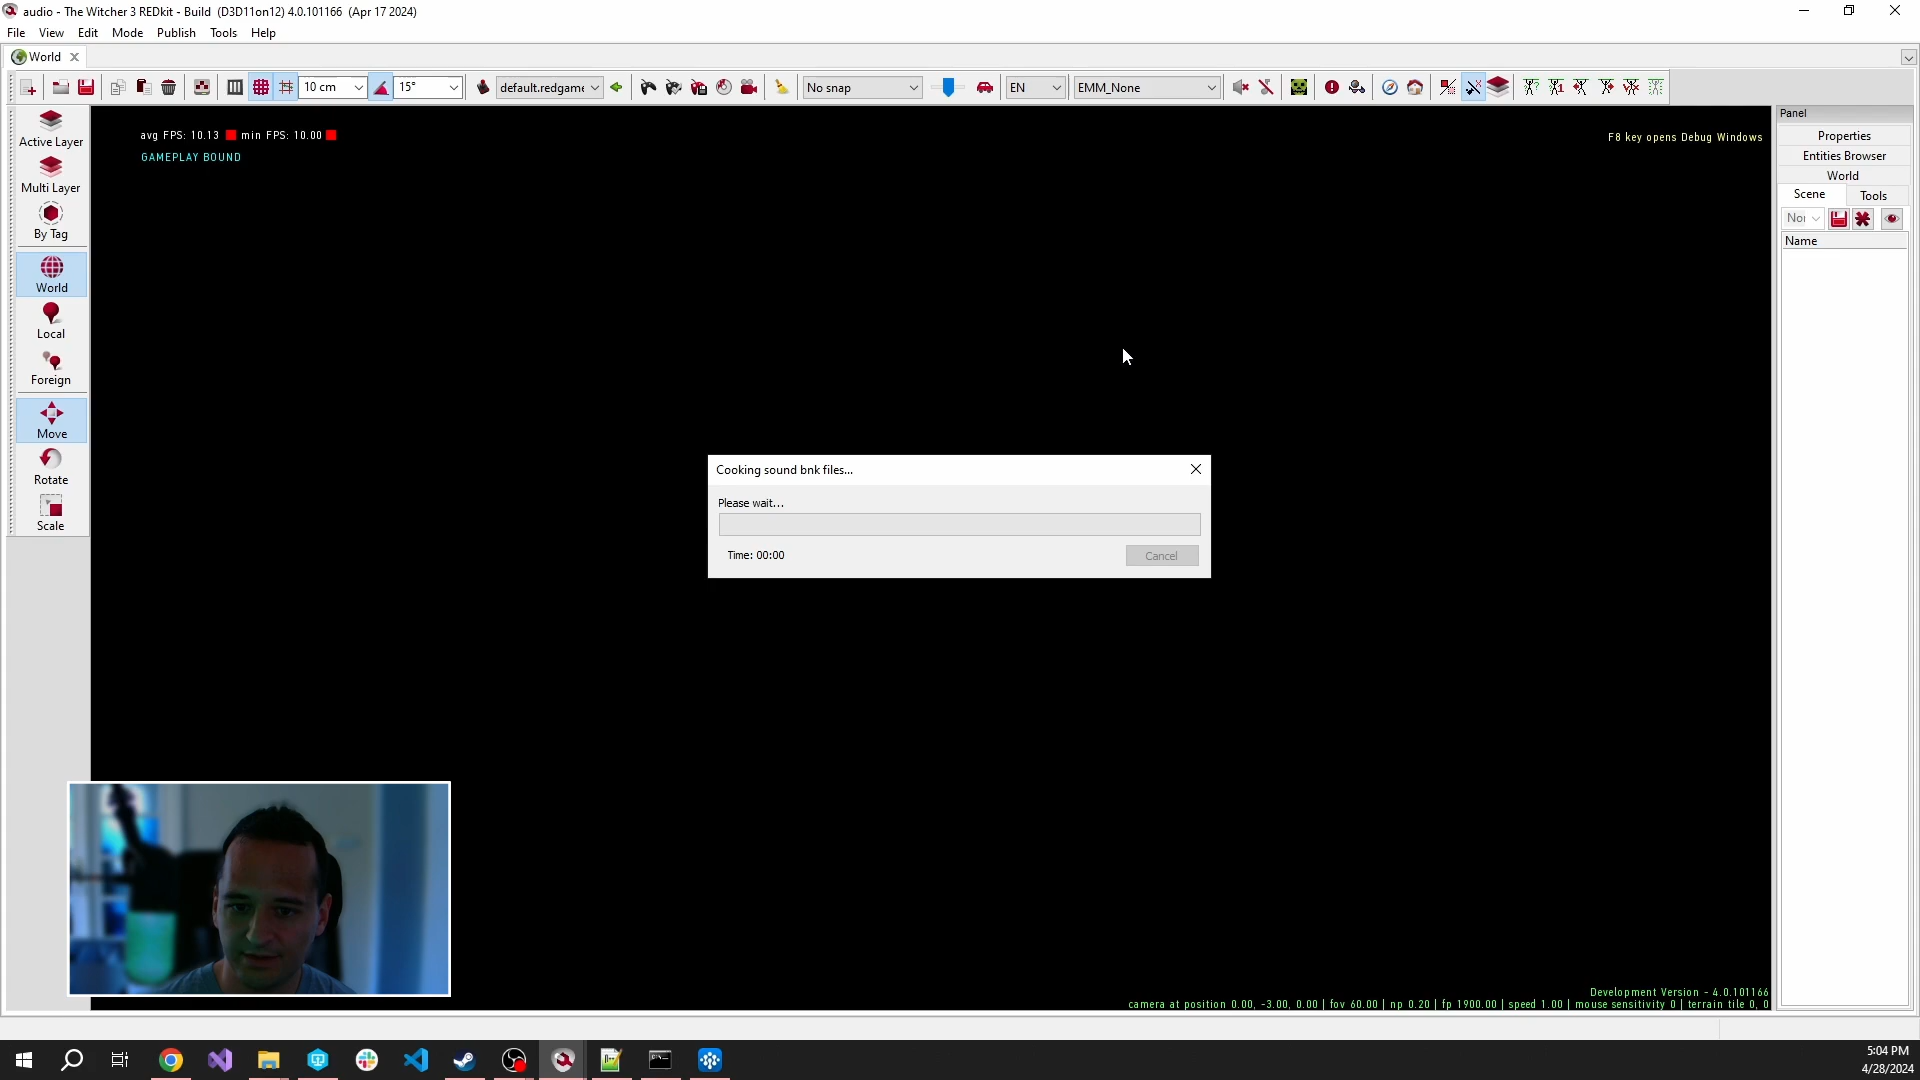 audio - The Witcher 3 REDkit - Build (D3D11on12) 4.0.101166 (Apr 17 2024)
File View Edit Mode Publish Tools Help
World
10 cm
15°
default.redgame
No snap
EN
EMM_None
Active Layer
Multi Layer
By Tag
World
Local
Foreign
Move
Rotate
Scale
avg FPS: 10.13 min FPS: 10.00
GAMEPLAY BOUND
F8 key opens Debug Windows
Panel
Properties
Entities Browser
World
Scene Tools
Name
Cooking sound bnk files...
Please wait...
Time: 00:00
Cancel
Development Version - 4.0.101166
camera at position 0.00, -3.00, 0.00 | fov 60.00 | np 0.20 | fp 1900.00 | speed 1.00 | mouse sensitivity 0 | terrain tile 0, 0
5:04 PM
4/28/2024